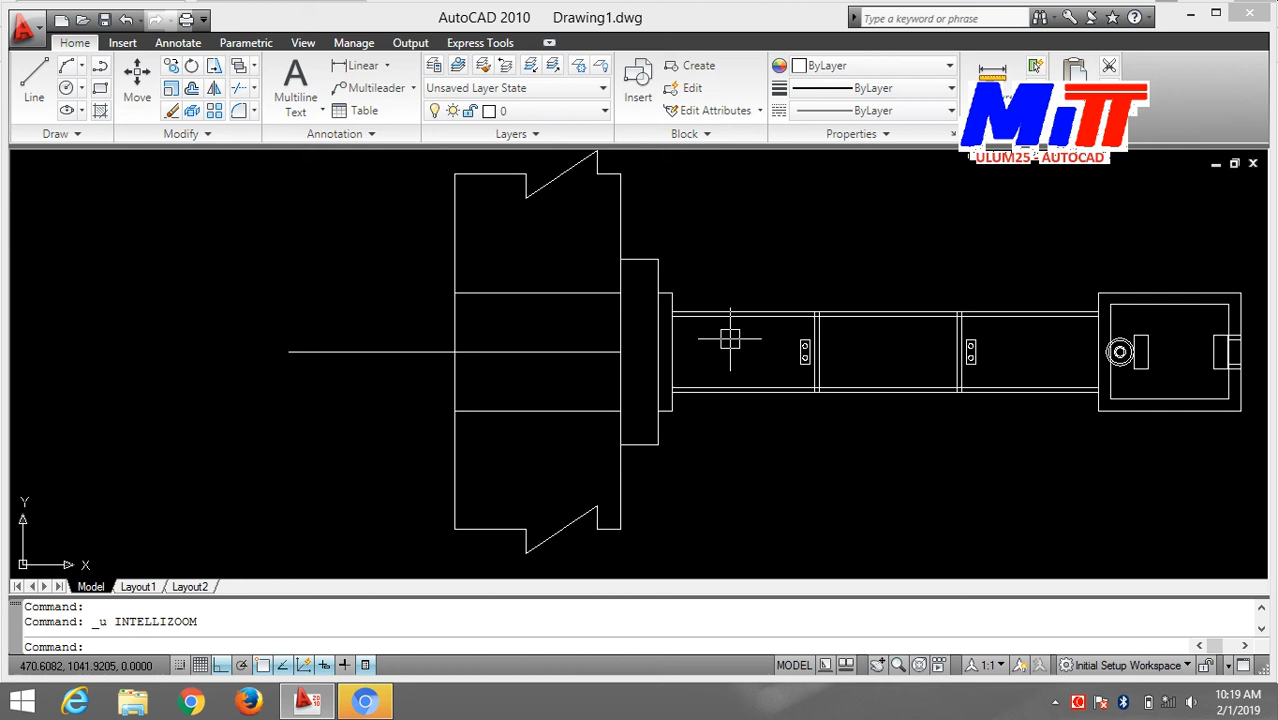 AutoCAD 2010 Drawing1.dwg
Type a keyword or phrase
Home Insert Annotate Parametric View Manage Output Express Tools
Line
Move
Multiline
Text
Linear
Multileader
Table
Unsaved Layer State
0
Insert
Create
Edit
Edit Attributes
ByLayer
ByLayer
ByLayer
Draw Modify Annotation Layers Block Properties
MiTT
ULUM25 - AUTOCAD
Y
X
Model Layout1 Layout2
Command:
Command: _u INTELLIZOOM
Command:
470.6082, 1041.9205, 0.0000
MODEL
1:1
Initial Setup Workspace
10:19 AM
2/1/2019